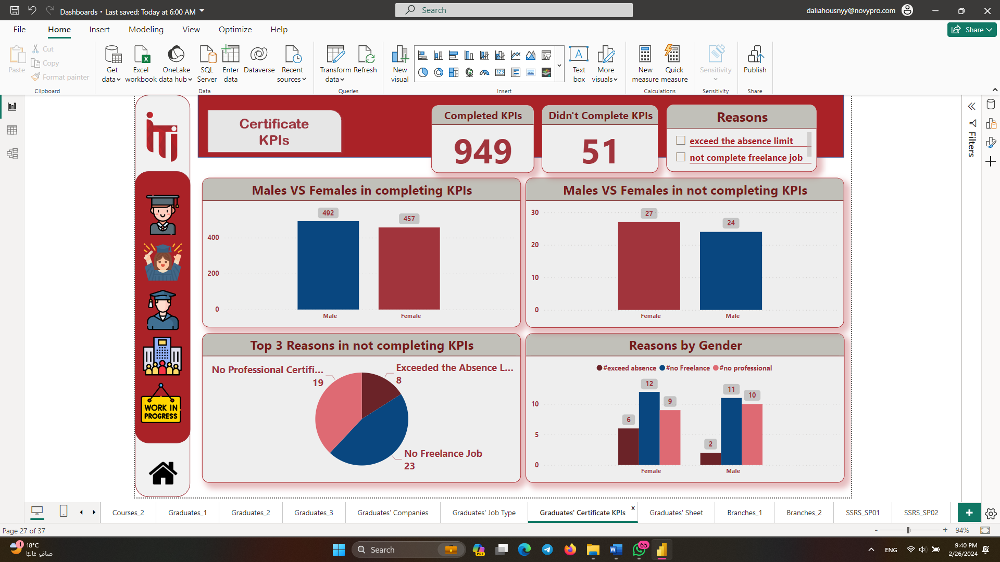 Dashboards • Last saved: Today at 6:00 AM
Search
daliahousnyy@novypro.com
File
Home
Insert
Modeling
View
Optimize
Help
Share
Paste
Cut
Copy
Format painter
Clipboard
Get data
Excel workbook
OneLake data hub
SQL Server
Enter data
Dataverse
Recent sources
Data
Transform data
Refresh
Queries
New visual
Text box
More visuals
Insert
New measure
Quick measure
Calculations
Sensitivity
Sensitivity
Publish
Share
iTi
Certificate
KPIs
Completed KPIs
949
Didn't Complete KPIs
51
Reasons
exceed the absence limit
not complete freelance job
Filters
Males VS Females in completing KPIs
492
457
400
200
0
Male
Female
Males VS Females in not completing KPIs
30
27
24
20
10
0
Female
Male
WORK IN
PROGRESS
Top 3 Reasons in not completing KPIs
No Professional Certifi...
19
Exceeded the Absence L...
8
No Freelance Job
23
Reasons by Gender
#exceed absence
#no Freelance
#no professional
12
11
10
9
6
2
10
5
0
Female
Male
Courses_2
Graduates_1
Graduates_2
Graduates_3
Graduates' Companies
Graduates' Job Type
Graduates' Certificate KPIs
x
Graduates' Sheet
Branches_1
Branches_2
SSRS_SP01
SSRS_SP02
+
Page 27 of 37
- + 94%
1
18°C
صافٍ غالبًا
Search
PRE
65
ENG
9:40 PM
2/26/2024